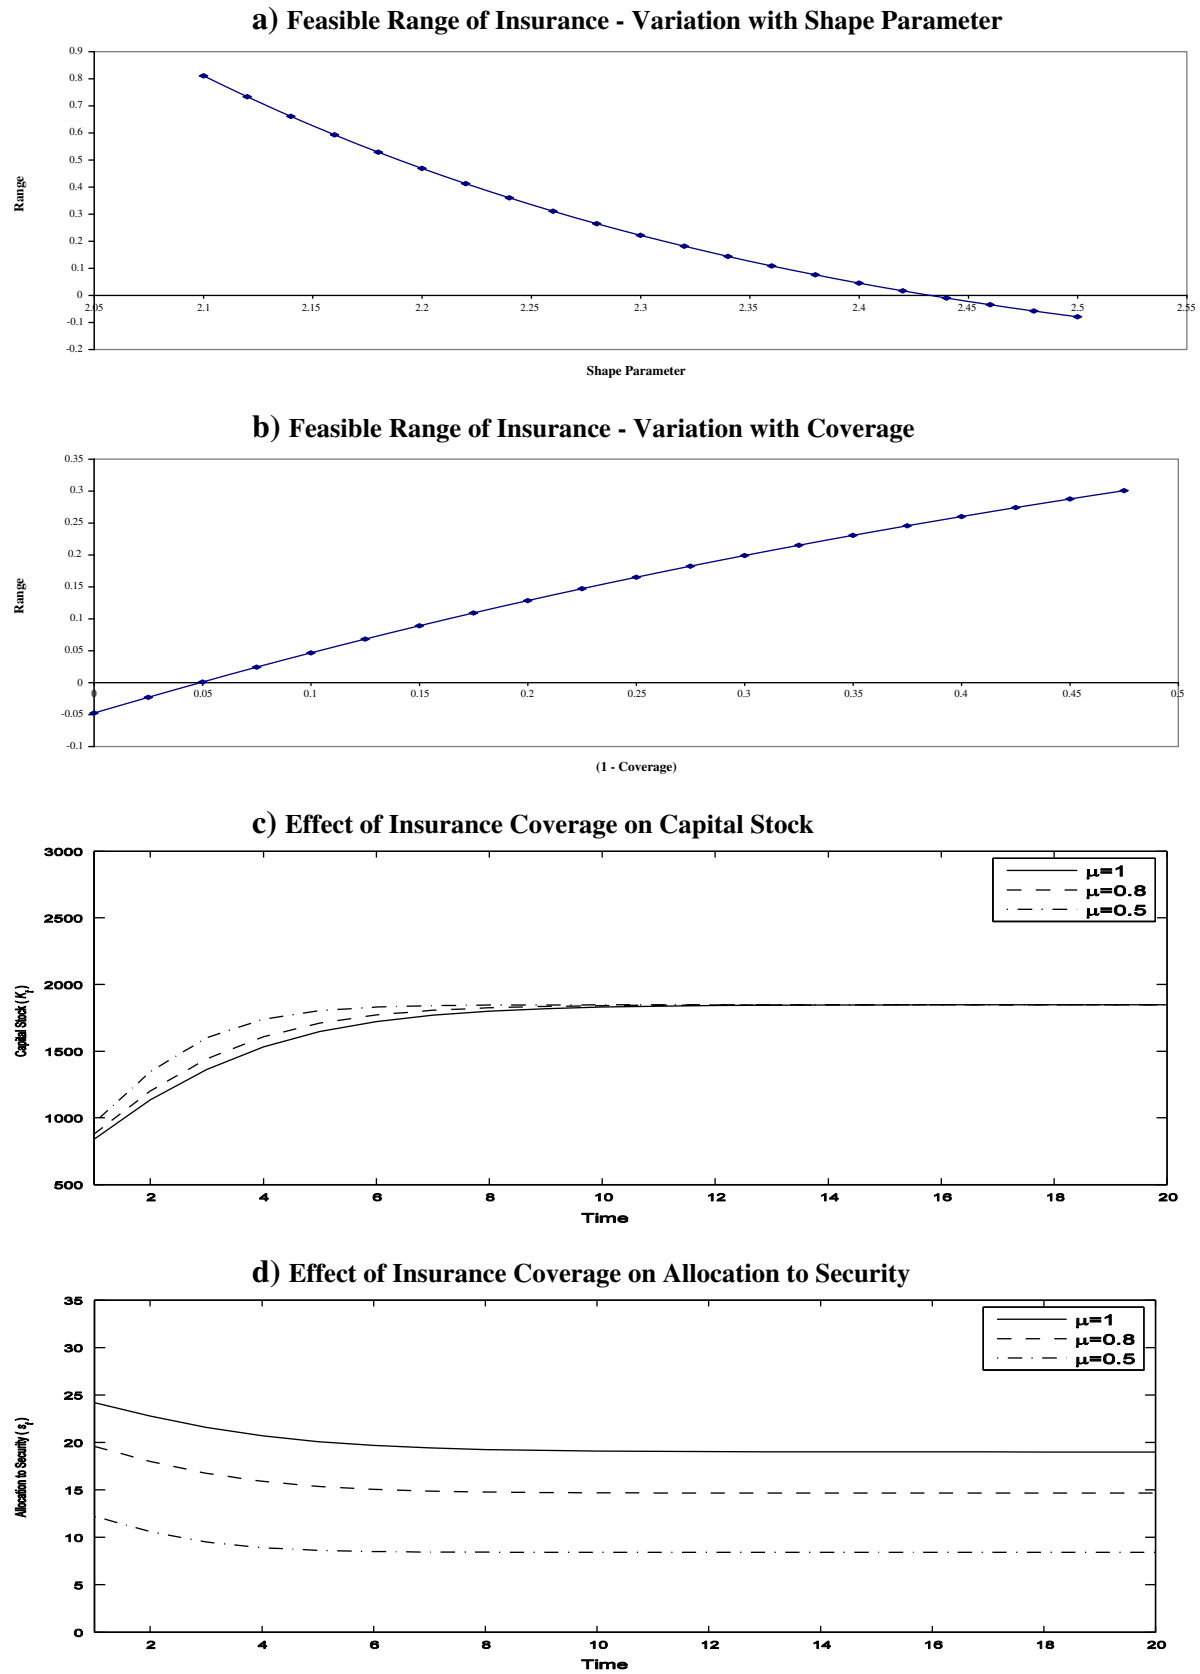 a) Feasible Range of Insurance - Variation with Shape Parameter
0.9
0.8
0.7
0.6
0.5
0.4
0.3
0.2
0.1
0
-0.1
-0.2
Range
2.05 2.1 2.15 2.2 2.25 2.3 2.35 2.4 2.45 2.5 2.55
Shape Parameter
b) Feasible Range of Insurance - Variation with Coverage
0.35
0.3
0.25
0.2
0.15
0.1
0.05
0
-0.05
-0.1
Range
0 0.05 0.1 0.15 0.2 0.25 0.3 0.35 0.4 0.45 0.5
(1 - Coverage)
c) Effect of Insurance Coverage on Capital Stock
3000
2500
2000
1500
1000
500
Capital Stock (Kt)
μ=1
μ=0.8
μ=0.5
2 4 6 8 10 12 14 16 18 20
Time
d) Effect of Insurance Coverage on Allocation to Security
35
30
25
20
15
10
5
0
Allocation to Security (st)
μ=1
μ=0.8
μ=0.5
2 4 6 8 10 12 14 16 18 20
Time